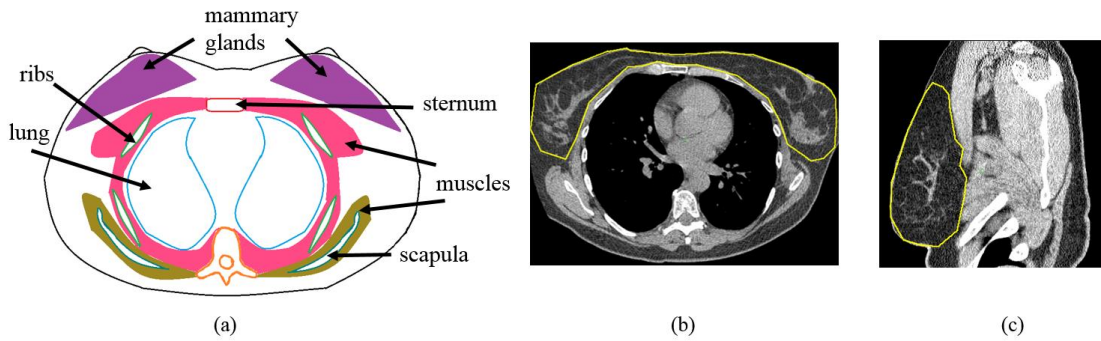 mammary
glands
ribs
sternum
lung
muscles
scapula
(a)
(b)
(c)